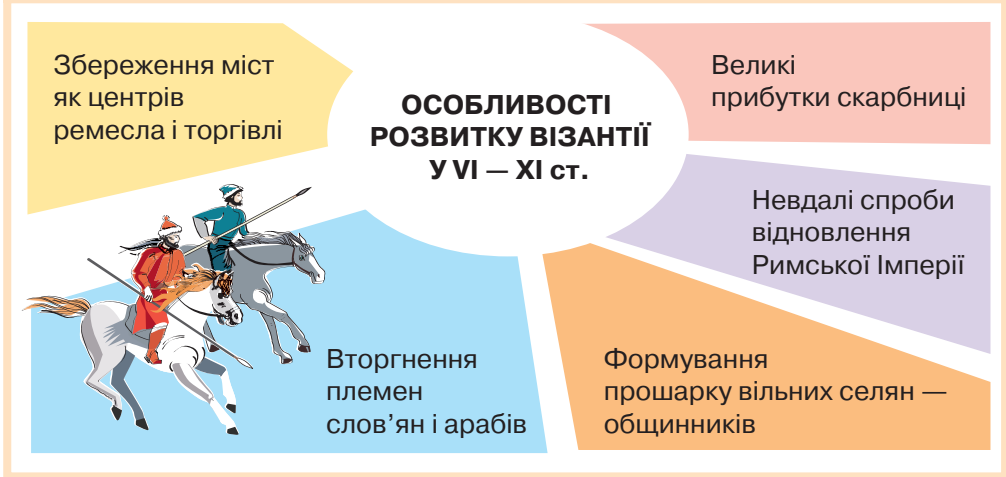 Збереження міст
як центрів
ремесла і торгівлі
ОСОБЛИВОСТІ
РОЗВИТКУ ВІЗАНТІЇ
У VI — XI ст.
Великі
прибутки скарбниці
Невдалі спроби
відновлення
Римської Імперії
Вторгнення
племен
слов’ян і арабів
Формування
прошарку вільних селян —
общинників